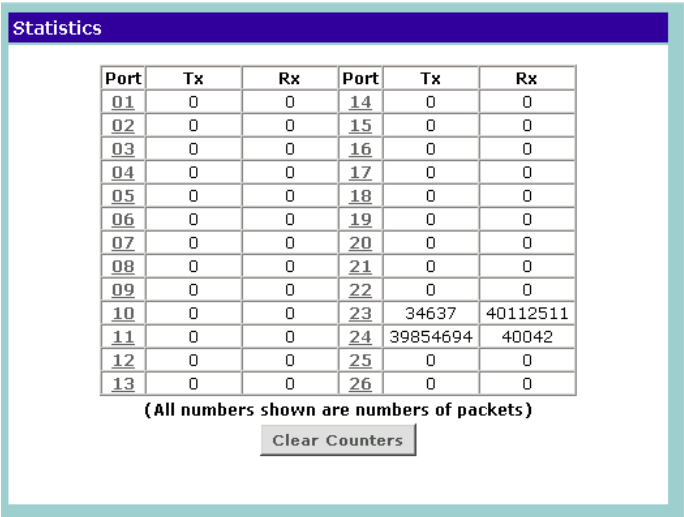 Statistics
Port Tx Rx Port Tx Rx
01 0 0 14 0 0
02 0 0 15 0 0
03 0 0 16 0 0
04 0 0 17 0 0
05 0 0 18 0 0
06 0 0 19 0 0
07 0 0 20 0 0
08 0 0 21 0 0
09 0 0 22 0 0
10 0 0 23 34637 40112511
11 0 0 24 39854694 40042
12 0 0 25 0 0
13 0 0 26 0 0
(All numbers shown are numbers of packets)
Clear Counters